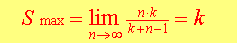 S max = lim n→∞ n·k / k+n−1 = k